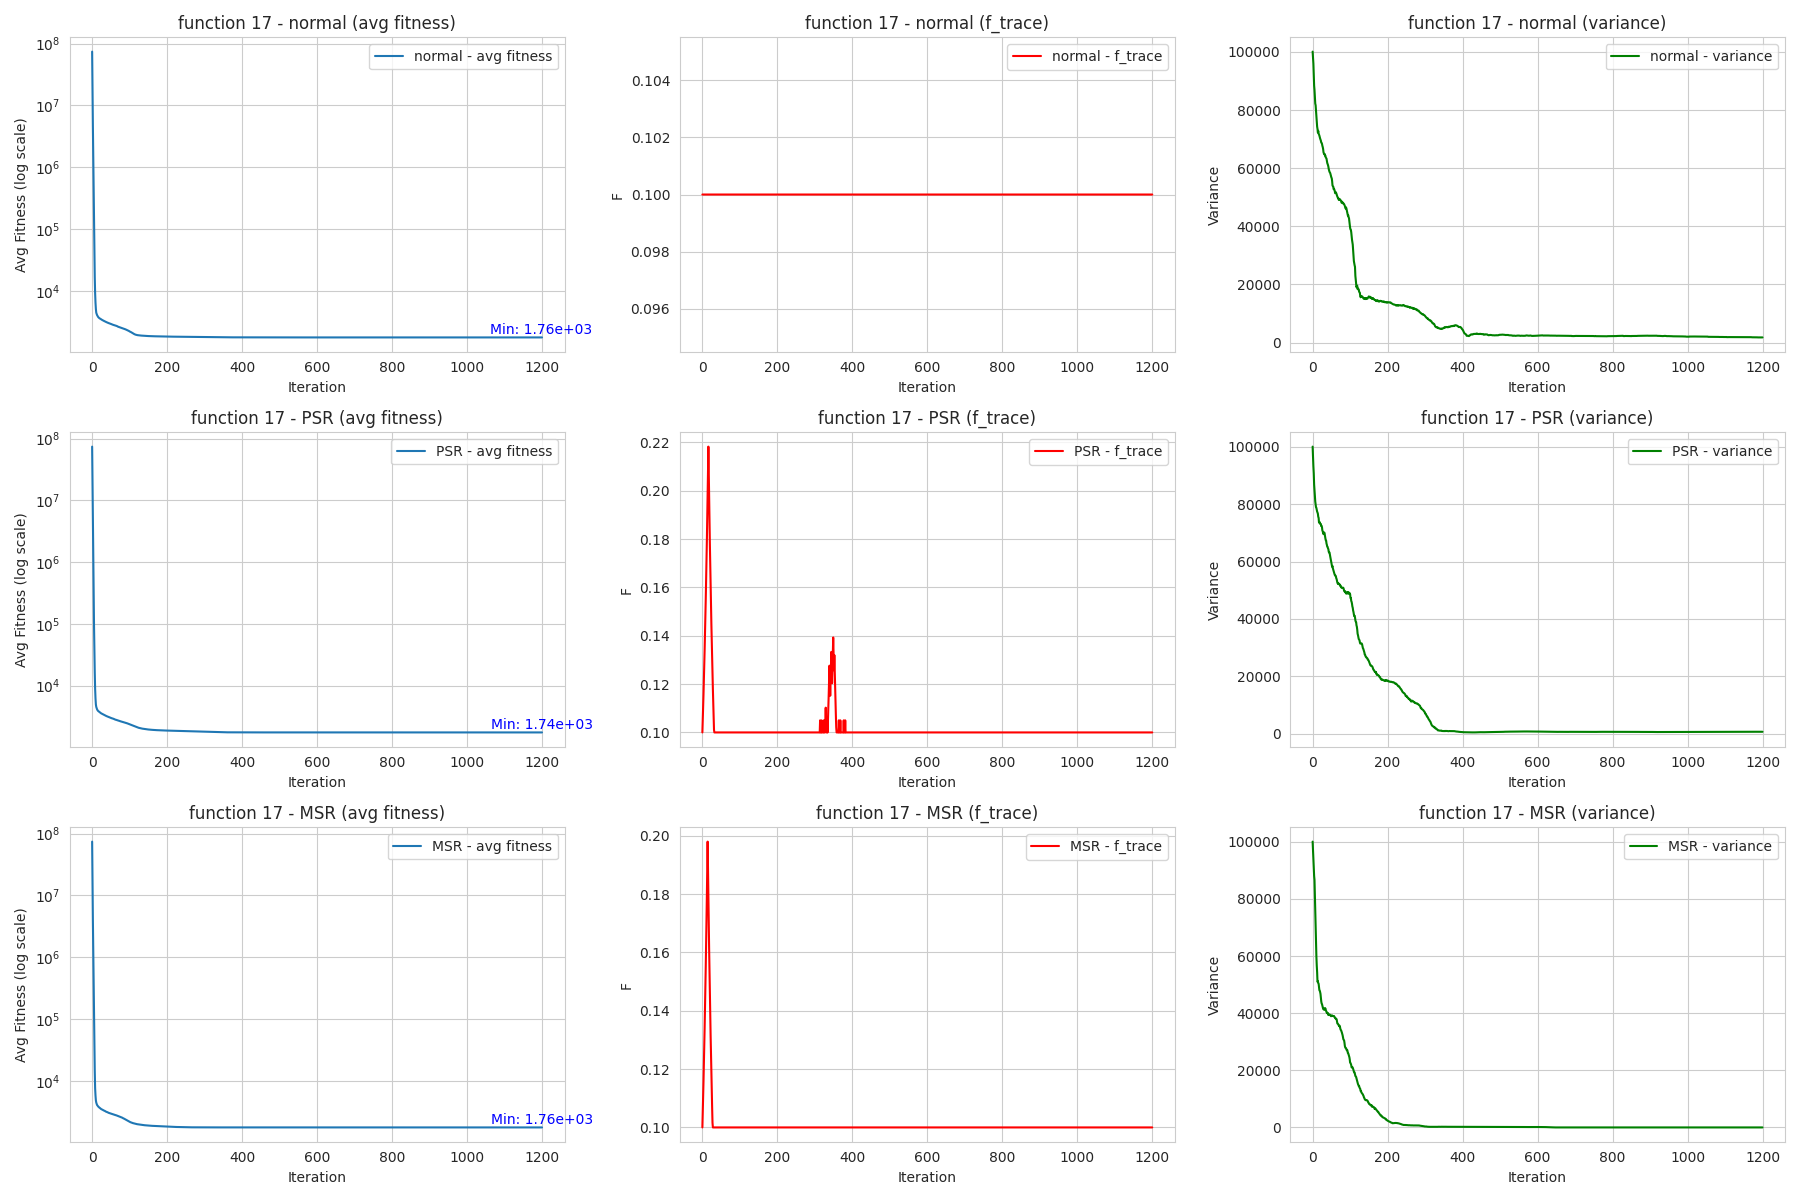 function 17 - normal (avg fitness)
normal - avg fitness
Avg Fitness (log scale)
10^8
10^7
10^6
10^5
10^4
Min: 1.76e+03
0 200 400 600 800 1000 1200
Iteration
function 17 - normal (f_trace)
normal - f_trace
F
0.104
0.102
0.100
0.098
0.096
0 200 400 600 800 1000 1200
Iteration
function 17 - normal (variance)
normal - variance
Variance
100000
80000
60000
40000
20000
0
0 200 400 600 800 1000 1200
Iteration
function 17 - PSR (avg fitness)
PSR - avg fitness
Avg Fitness (log scale)
10^8
10^7
10^6
10^5
10^4
Min: 1.74e+03
0 200 400 600 800 1000 1200
Iteration
function 17 - PSR (f_trace)
PSR - f_trace
F
0.22
0.20
0.18
0.16
0.14
0.12
0.10
0 200 400 600 800 1000 1200
Iteration
function 17 - PSR (variance)
PSR - variance
Variance
100000
80000
60000
40000
20000
0
0 200 400 600 800 1000 1200
Iteration
function 17 - MSR (avg fitness)
MSR - avg fitness
Avg Fitness (log scale)
10^8
10^7
10^6
10^5
10^4
Min: 1.76e+03
0 200 400 600 800 1000 1200
Iteration
function 17 - MSR (f_trace)
MSR - f_trace
F
0.20
0.18
0.16
0.14
0.12
0.10
0 200 400 600 800 1000 1200
Iteration
function 17 - MSR (variance)
MSR - variance
Variance
100000
80000
60000
40000
20000
0
0 200 400 600 800 1000 1200
Iteration